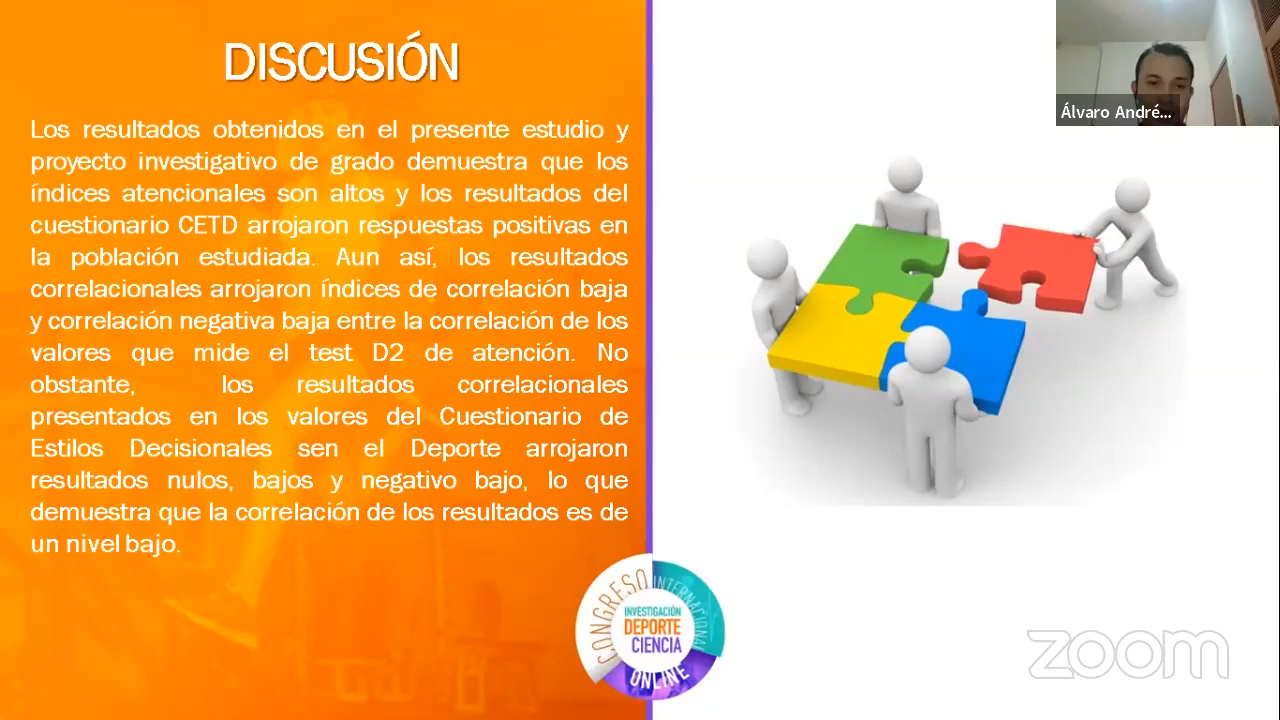 DISCUSIÓN
Los resultados obtenidos en el presente estudio y
proyecto investigativo de grado demuestra que los
índices atencionales son altos y los resultados del
cuestionario CETD arrojaron respuestas positivas en
la población estudiada. Aun así, los resultados
correlacionales arrojaron índices de correlación baja
y correlación negativa baja entre la correlación de los
valores que mide el test D2 de atención. No
obstante, los resultados correlacionales
presentados en los valores del Cuestionario de
Estilos Decisionales sen el Deporte arrojaron
resultados nulos, bajos y negativo bajo, lo que
demuestra que la correlación de los resultados es de
un nivel bajo.
Álvaro André...
CONGRESO INTERNACIONAL
INVESTIGACIÓN
DEPORTE
CIENCIA
ONLINE
zoom